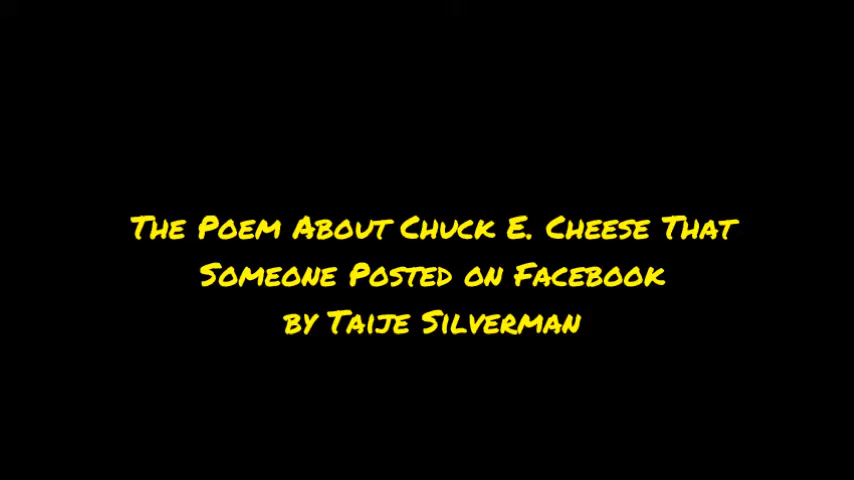 The Poem About Chuck E. Cheese That
Someone Posted on Facebook
by Taije Silverman